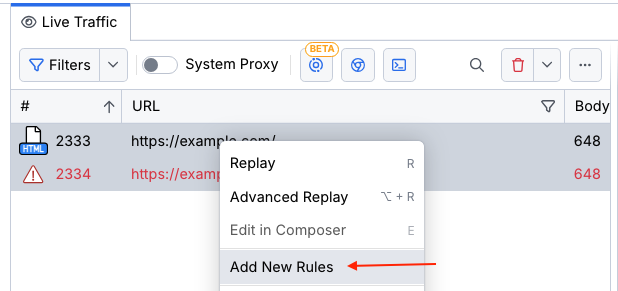 Live Traffic
Filters System Proxy BETA
# URL Body
HTML 2333 https://example.com/ 648
2334 https://examp 648
Replay R
Advanced Replay ⌥ + R
Edit in Composer E
Add New Rules